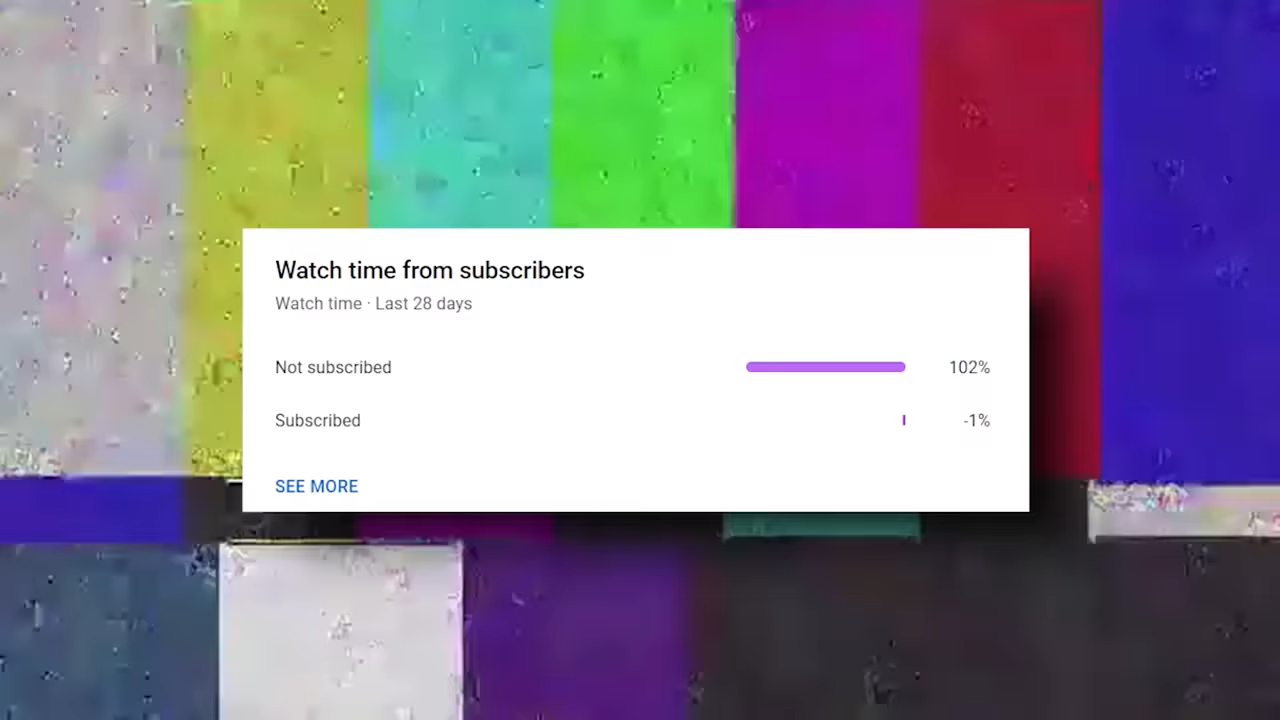 Watch time from subscribers
Watch time · Last 28 days
Not subscribed 102%
Subscribed -1%
SEE MORE